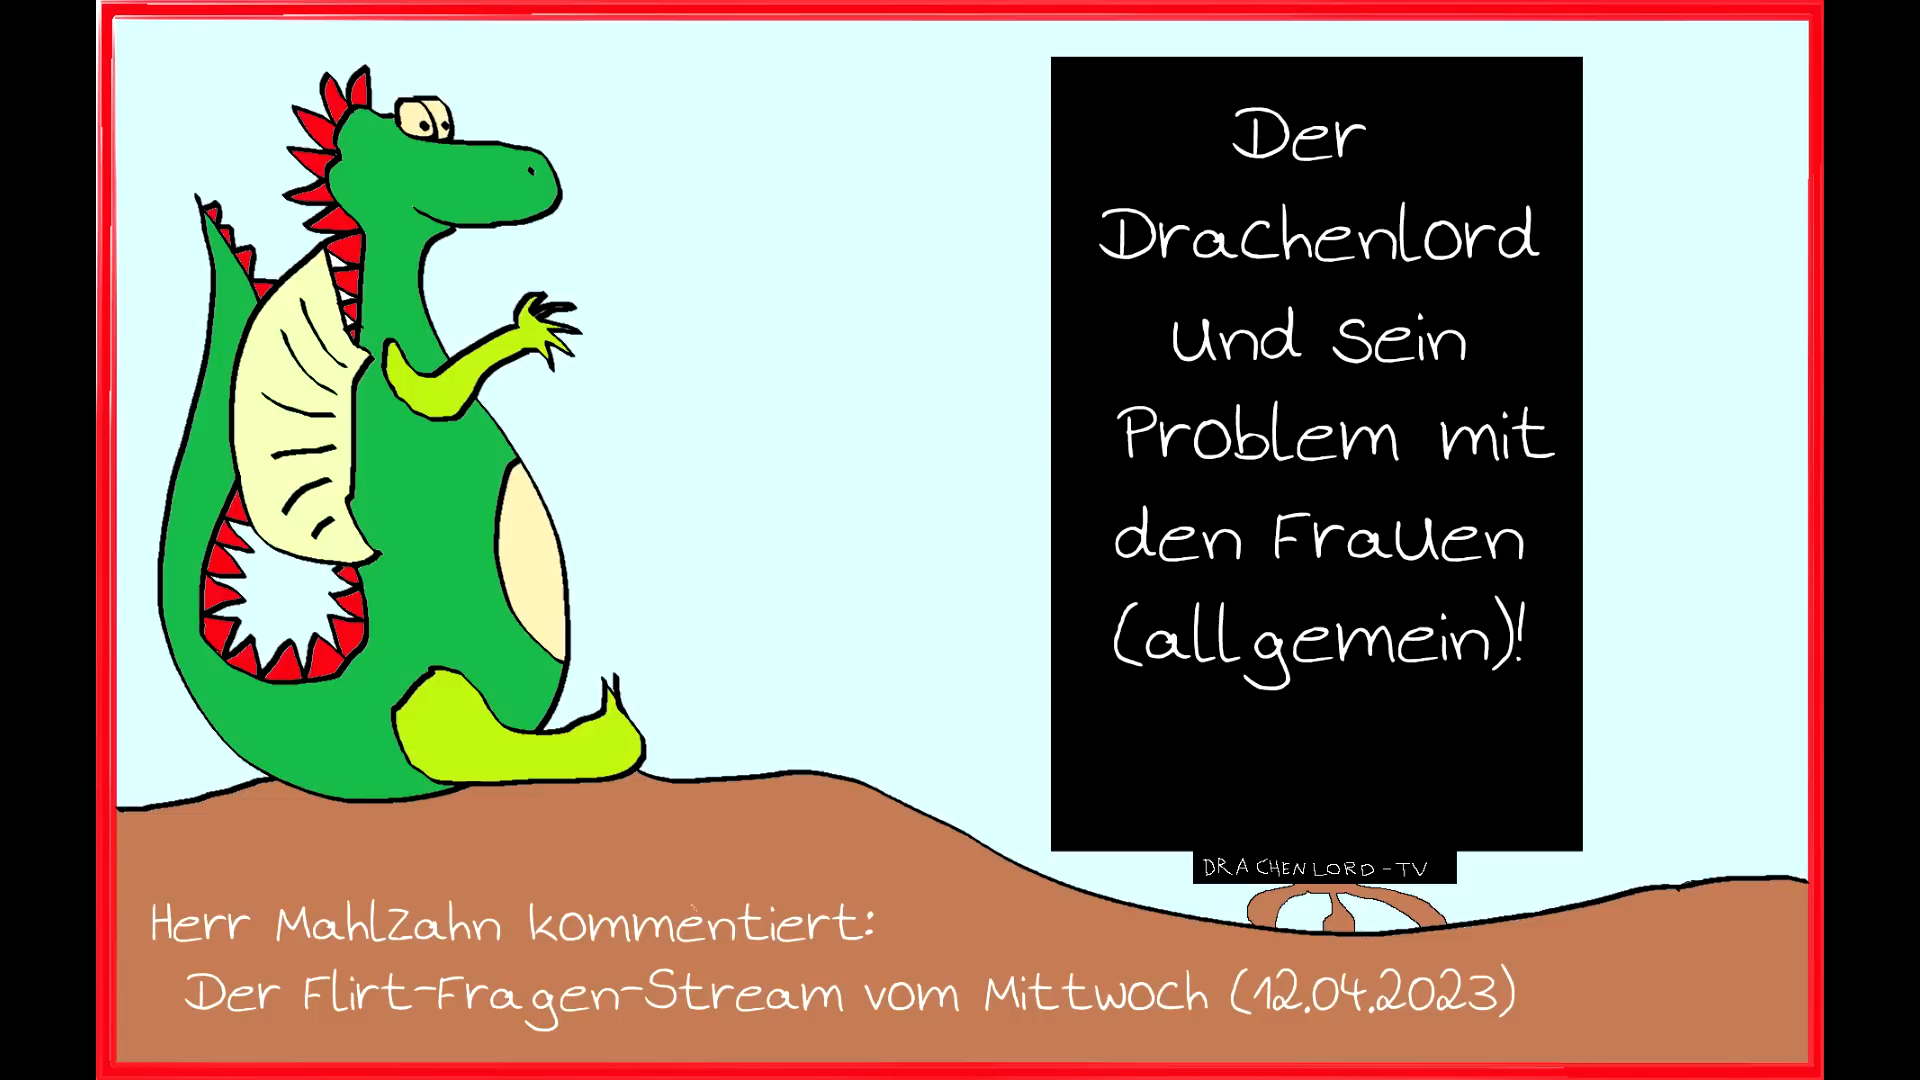 Der
Drachenlord
und sein
Problem mit
den Frauen
(allgemein)!
DRACHENLORD-TV
Herr Mahlzahn kommentiert:
Der Flirt-Fragen-Stream vom Mittwoch (12.04.2023)